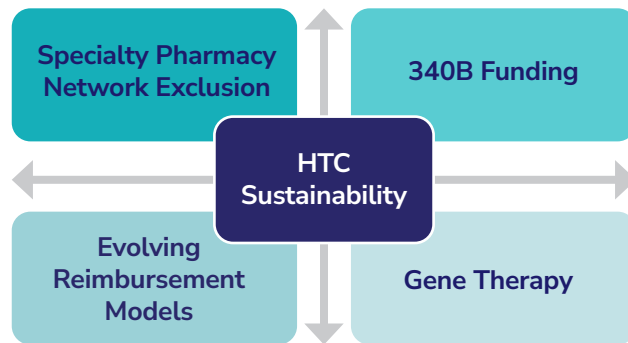 Specialty Pharmacy
Network Exclusion
340B Funding
HTC
Sustainability
Evolving
Reimbursement
Models
Gene Therapy